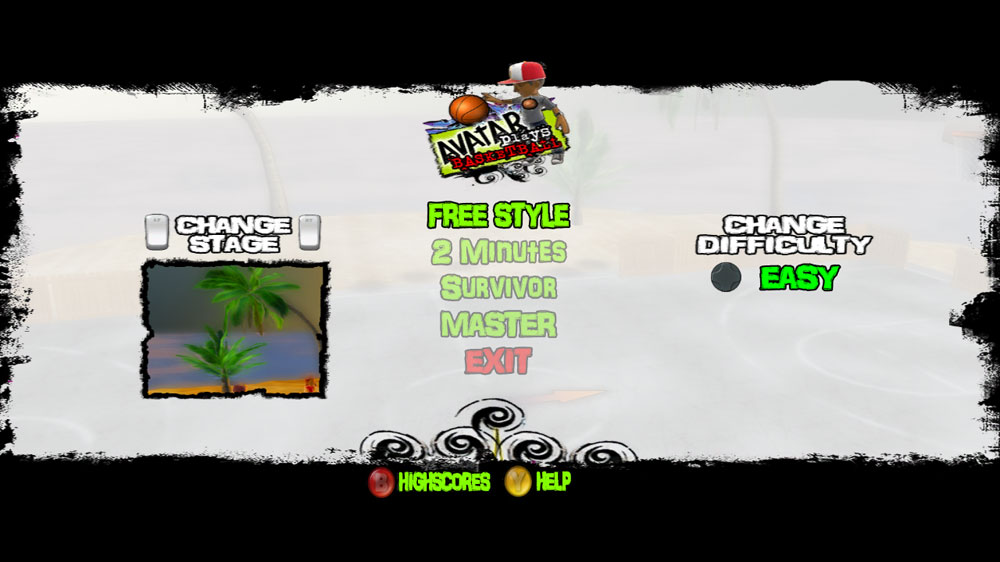 AVATAR
plays
BASKETBALL
CHANGE
STAGE
FREE STYLE
2 Minutes
Survivor
MASTER
EXIT
CHANGE
DIFFICULTY
EASY
B HIGHSCORES
Y HELP